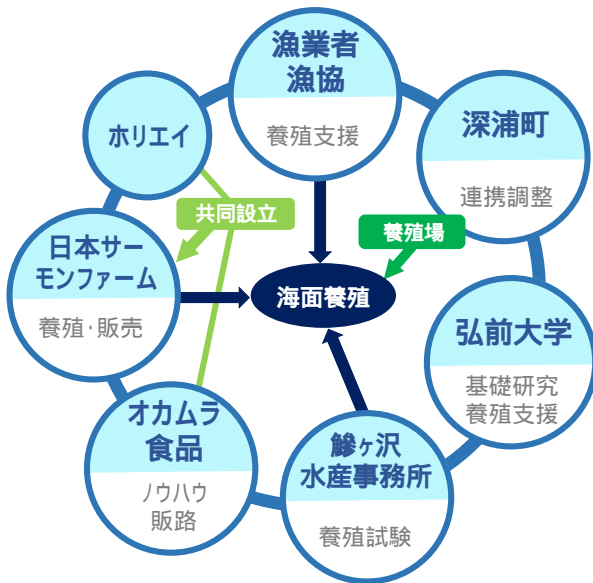 漁業者
漁協
養殖支援
深浦町
連携調整
弘前大学
基礎研究
養殖支援
鰺ヶ沢
水産事務所
養殖試験
オカムラ
食品
ノウハウ
販路
日本サー
モンファーム
養殖・販売
ホリエイ
共同設立
養殖場
海面養殖